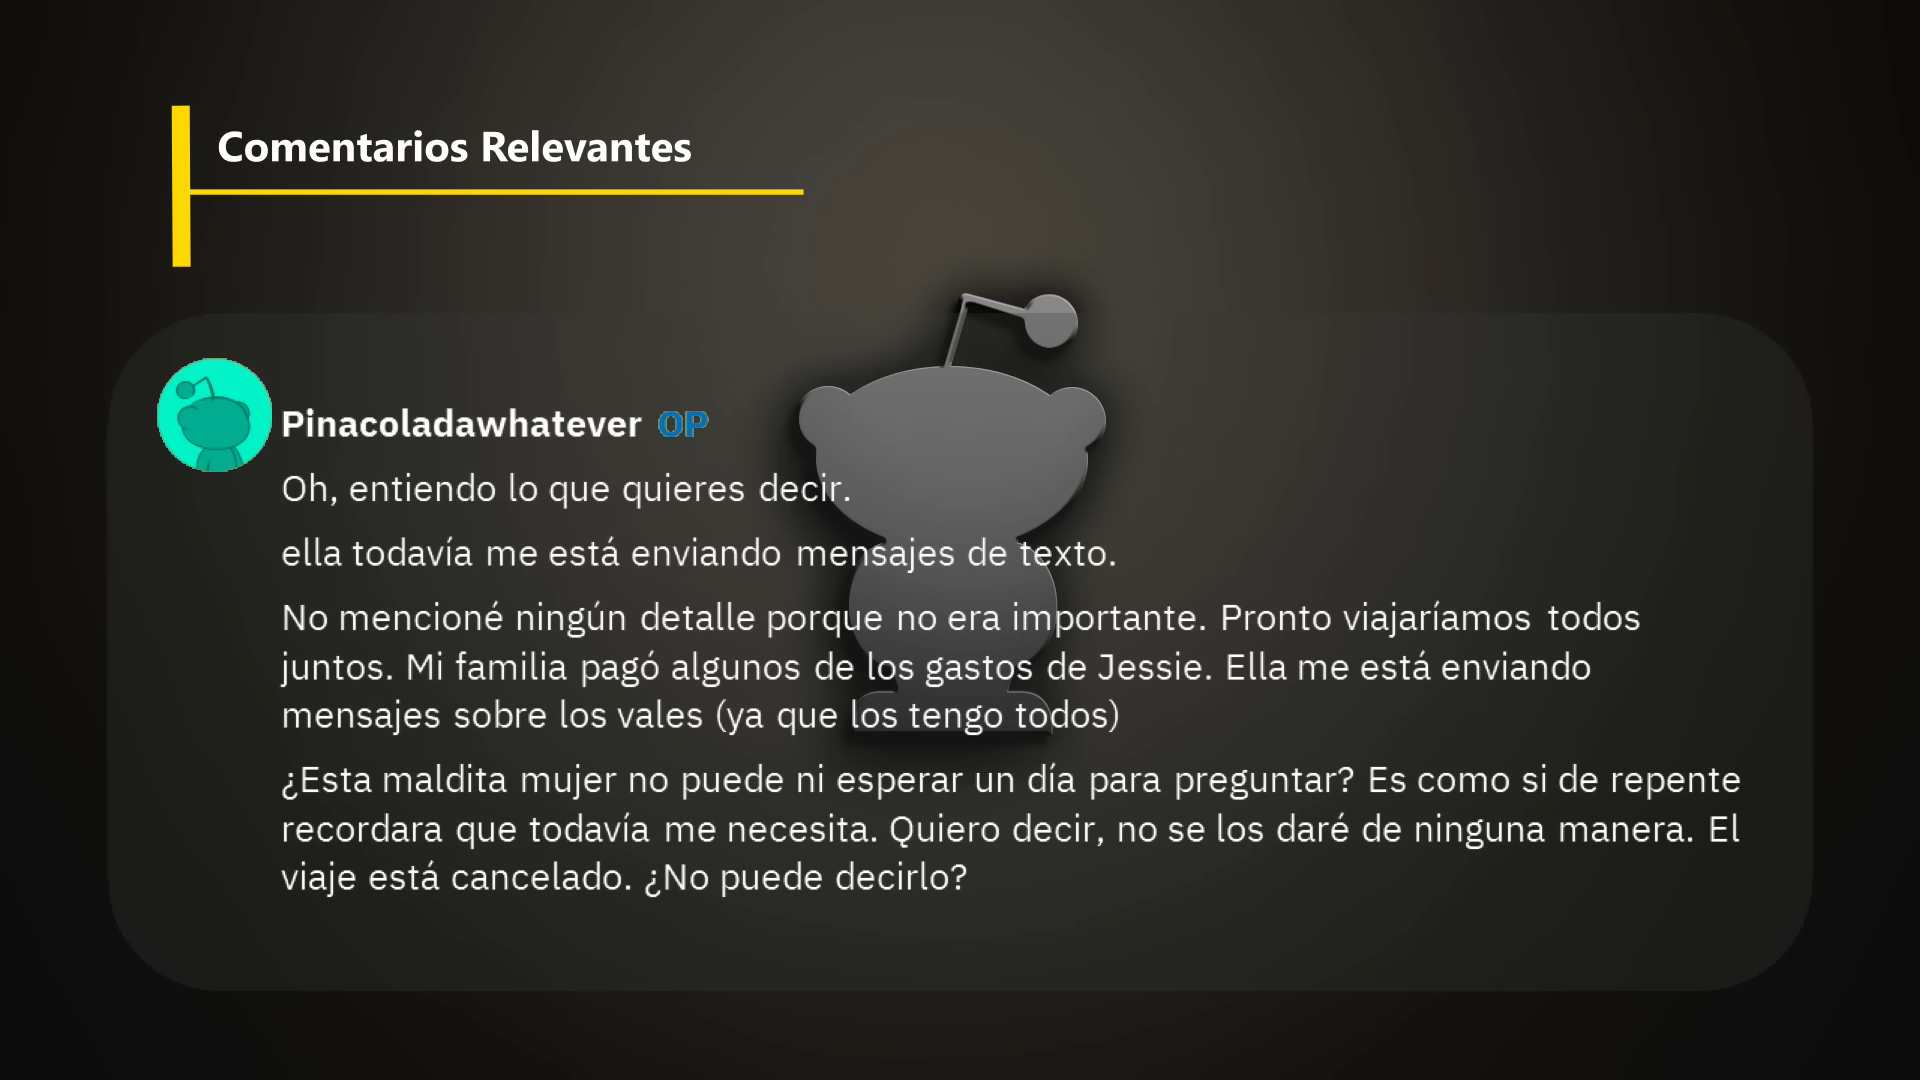 Comentarios Relevantes
Pinacoladawhatever OP
Oh, entiendo lo que quieres decir.
ella todavía me está enviando mensajes de texto.
No mencioné ningún detalle porque no era importante. Pronto viajaríamos todos
juntos. Mi familia pagó algunos de los gastos de Jessie. Ella me está enviando
mensajes sobre los vales (ya que los tengo todos)
¿Esta maldita mujer no puede ni esperar un día para preguntar? Es como si de repente
recordara que todavía me necesita. Quiero decir, no se los daré de ninguna manera. El
viaje está cancelado. ¿No puede decirlo?